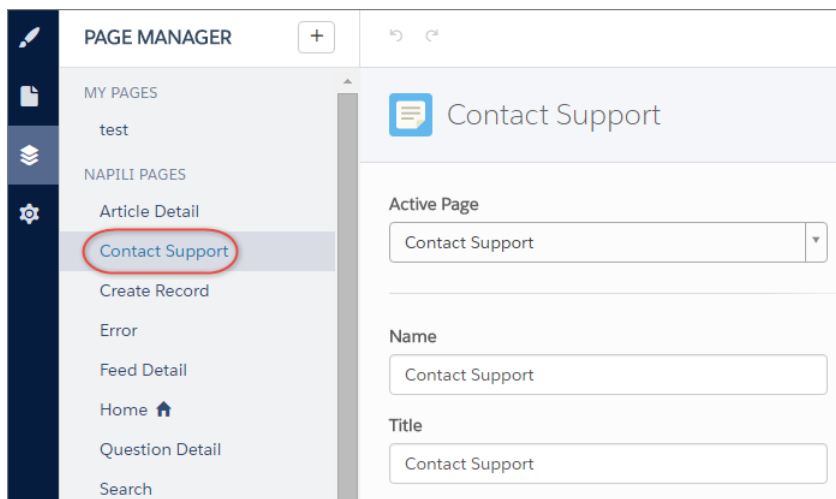 PAGE MANAGER
+
MY PAGES
test
NAPILI PAGES
Article Detail
Contact Support
Create Record
Error
Feed Detail
Home
Question Detail
Search
Contact Support
Active Page
Contact Support
Name
Contact Support
Title
Contact Support